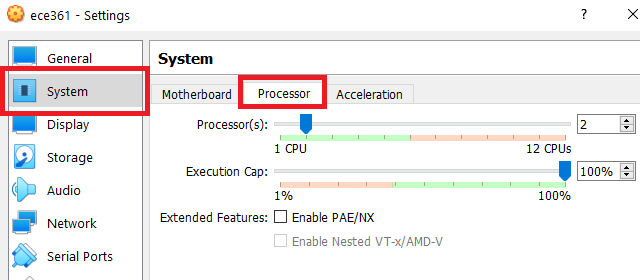 ece361 - Settings
?
General
System
Display
Storage
Audio
Network
Serial Ports
System
Motherboard
Processor
Acceleration
Processor(s):
2
1 CPU
12 CPUs
Execution Cap:
100%
1%
100%
Extended Features:
Enable PAE/NX
Enable Nested VT-x/AMD-V